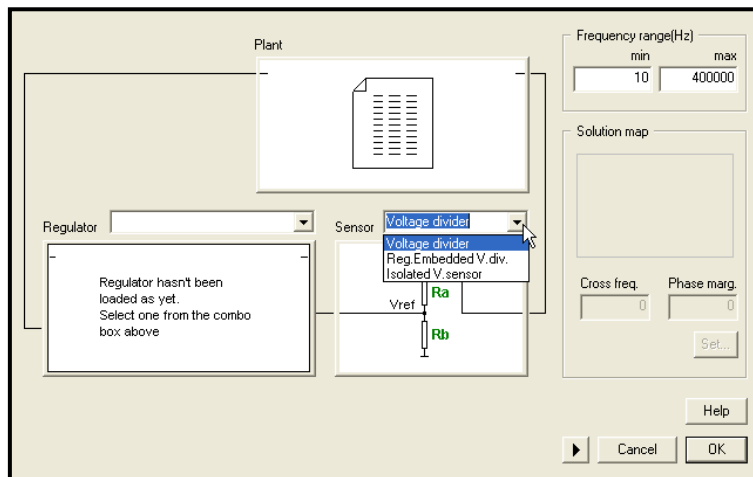 Plant
Frequency range(Hz)
min max
10 400000
Solution map
Regulator
Sensor Voltage divider
Voltage divider
Reg.Embedded V.div.
Isolated V.sensor
Regulator hasn't been
loaded as yet.
Select one from the combo
box above
Ra
Vref
Rb
Cross freq. Phase marg.
0 0
Set...
Help
Cancel OK